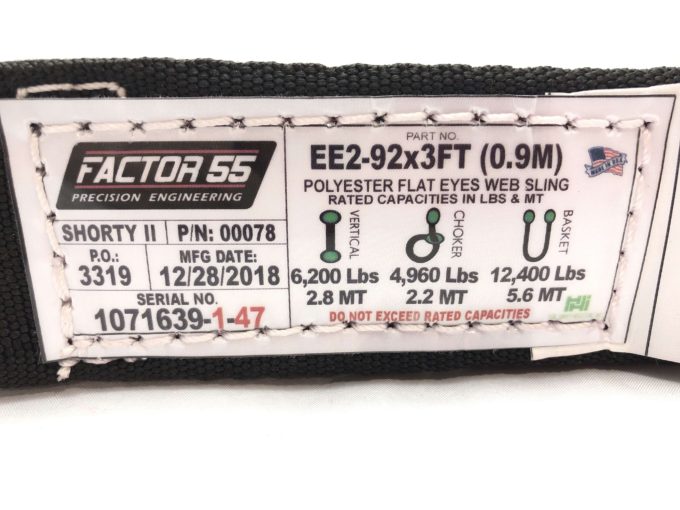 FACTOR 55
PRECISION ENGINEERING
SHORTY II P/N: 00078
P.O.: MFG DATE:
3319 12/28/2018
SERIAL NO.
1071639-1-47
PART NO.
EE2-92x3FT (0.9M)
MADE IN USA
POLYESTER FLAT EYES WEB SLING
RATED CAPACITIES IN LBS & MT
VERTICAL CHOKER BASKET
6,200 Lbs 4,960 Lbs 12,400 Lbs
2.8 MT 2.2 MT 5.6 MT
DO NOT EXCEED RATED CAPACITIES